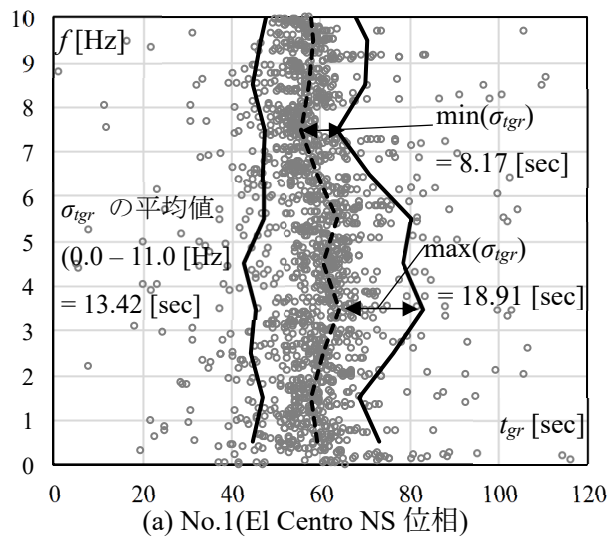 10
f [Hz]
9
8
min(σtgr)
7
= 8.17 [sec]
6
σtgr の平均値
5
(0.0 – 11.0 [Hz]
max(σtgr)
4
= 13.42 [sec]
= 18.91 [sec]
3
2
1
tgr [sec]
0
0 20 40 60 80 100 120
(a) No.1(El Centro NS 位相)